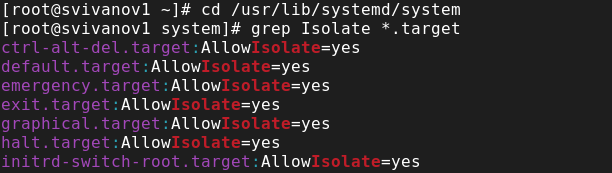 [root@svivanov1 ~]# cd /usr/lib/systemd/system
[root@svivanov1 system]# grep Isolate *.target
ctrl-alt-del.target:AllowIsolate=yes
default.target:AllowIsolate=yes
emergency.target:AllowIsolate=yes
exit.target:AllowIsolate=yes
graphical.target:AllowIsolate=yes
halt.target:AllowIsolate=yes
initrd-switch-root.target:AllowIsolate=yes